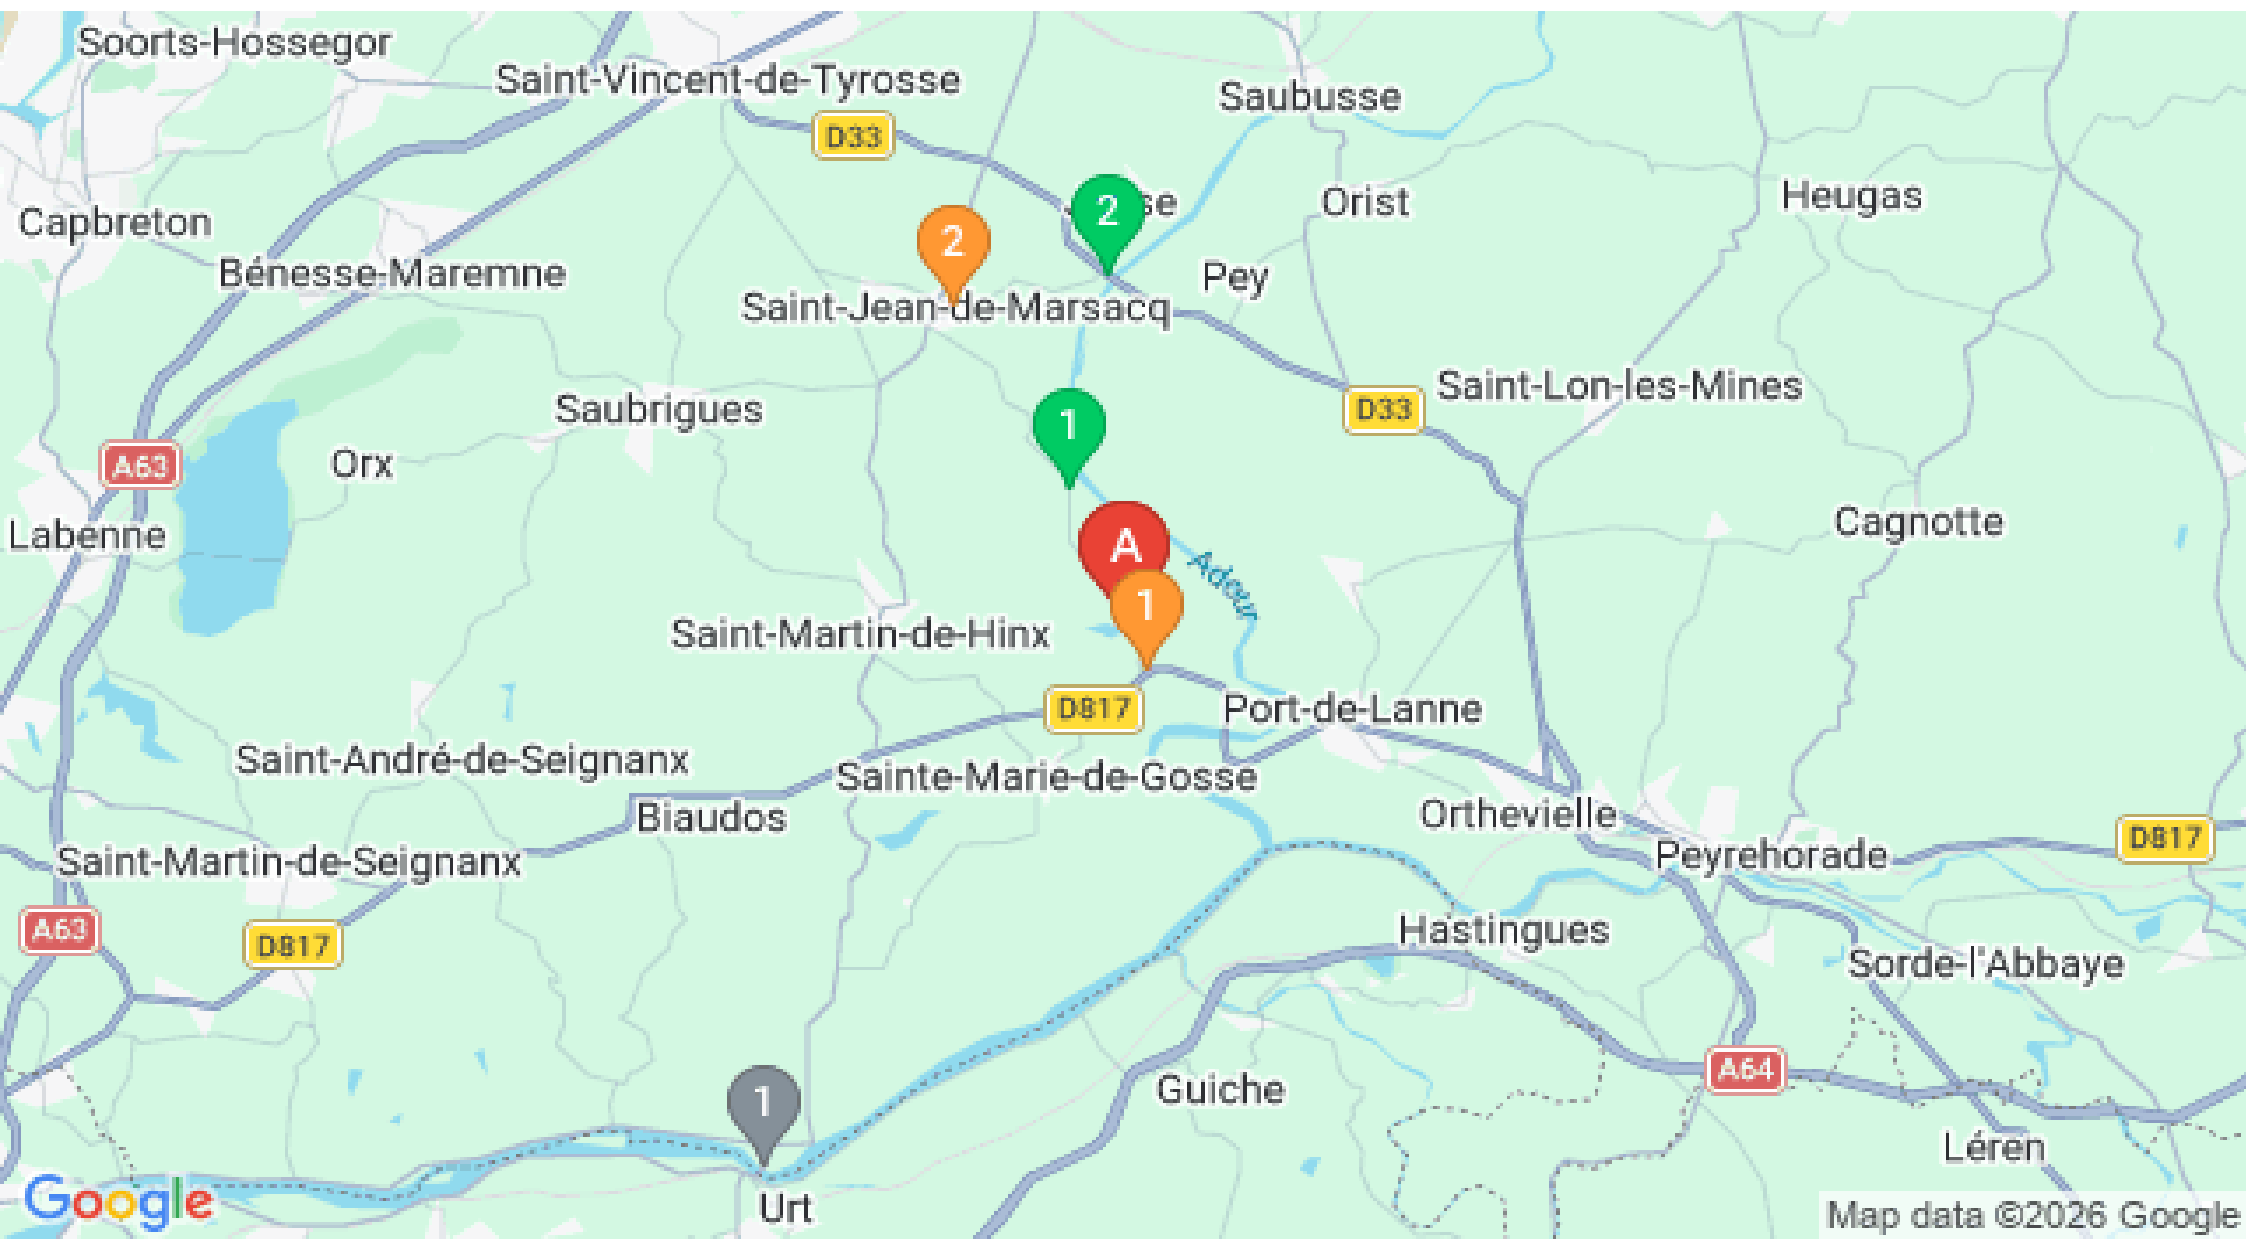 Soorts-Hossegor
Saint-Vincent-de-Tyrosse
Saubusse
D33
Capbreton
2
2
Orist
Heugas
Bénesse-Maremne
Pey
Saint-Jean-de-Marsacq
Saubrigues
1
D33
Saint-Lon-les-Mines
A63
Orx
Labenne
A
Adour
Cagnotte
1
Saint-Martin-de-Hinx
D817
Port-de-Lanne
Saint-André-de-Seignanx
Sainte-Marie-de-Gosse
Biaudos
Orthevielle
Saint-Martin-de-Seignanx
Peyrehorade
D817
A63
D817
Hastingues
Sorde-l'Abbaye
1
Guiche
A64
Léren
Google
Urt
Map data ©2026 Google